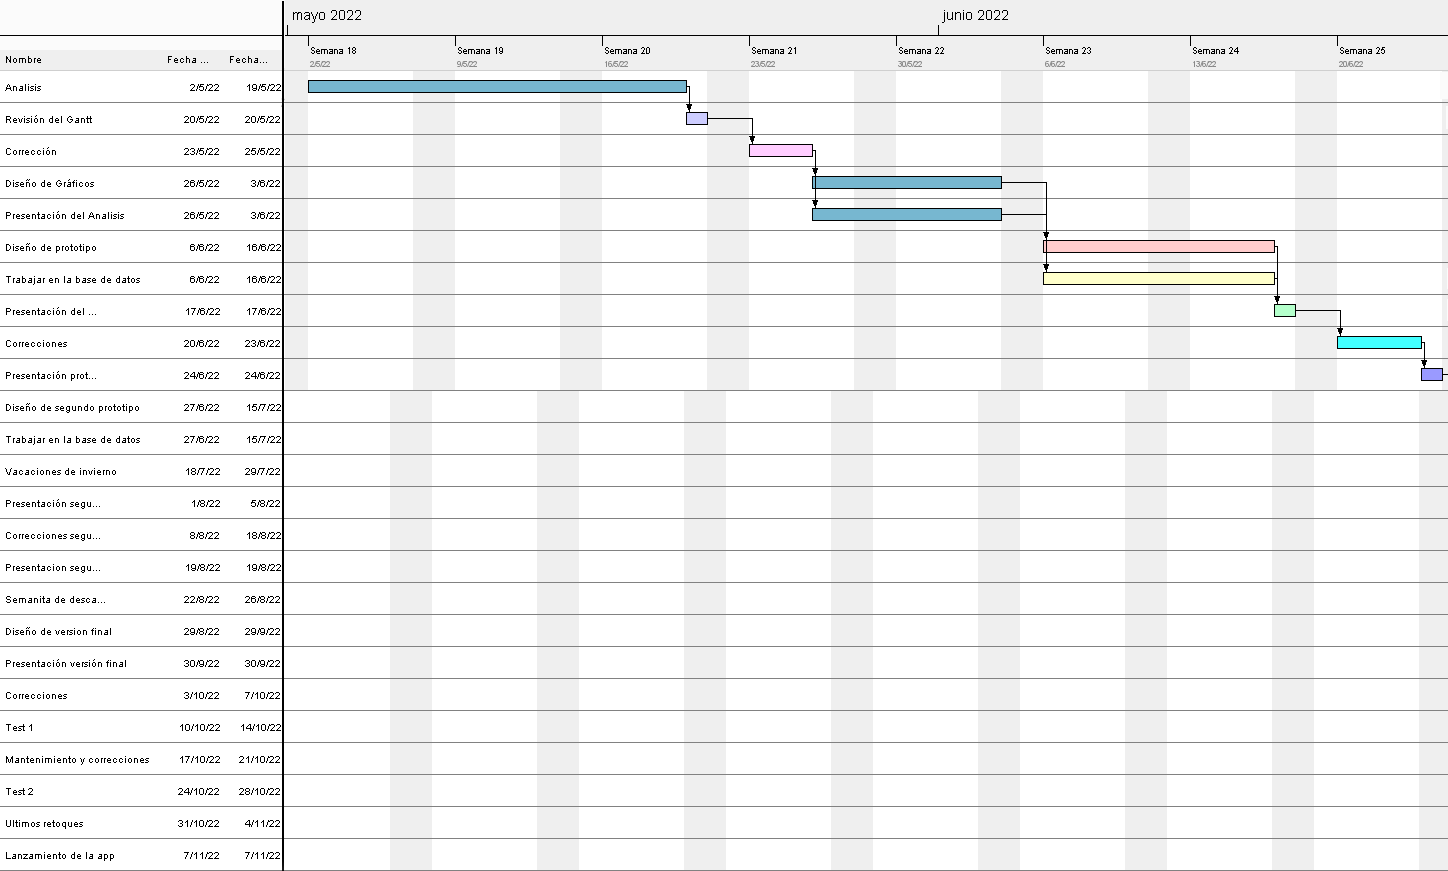 mayo 2022 junio 2022
Semana 18 Semana 19 Semana 20 Semana 21 Semana 22 Semana 23 Semana 24 Semana 25
Nombre Fecha ... Fecha...
2/5/22 9/5/22 16/5/22 23/5/22 30/5/22 6/6/22 13/6/22 20/6/22
Analisis 2/5/22 19/5/22
Revisión del Gantt 20/5/22 20/5/22
Corrección 23/5/22 25/5/22
Diseño de Gráficos 26/5/22 3/6/22
Presentación del Analisis 26/5/22 3/6/22
Diseño de prototipo 6/6/22 16/6/22
Trabajar en la base de datos 6/6/22 16/6/22
Presentación del ... 17/6/22 17/6/22
Correcciones 20/6/22 23/6/22
Presentación prot... 24/6/22 24/6/22
Diseño de segundo prototipo 27/6/22 15/7/22
Trabajar en la base de datos 27/6/22 15/7/22
Vacaciones de invierno 18/7/22 29/7/22
Presentación segu... 1/8/22 5/8/22
Correcciones segu... 8/8/22 18/8/22
Presentacion segu... 19/8/22 19/8/22
Semanita de desca... 22/8/22 26/8/22
Diseño de version final 29/8/22 29/9/22
Presentación versión final 30/9/22 30/9/22
Correcciones 3/10/22 7/10/22
Test 1 10/10/22 14/10/22
Mantenimiento y correcciones 17/10/22 21/10/22
Test 2 24/10/22 28/10/22
Ultimos retoques 31/10/22 4/11/22
Lanzamiento de la app 7/11/22 7/11/22